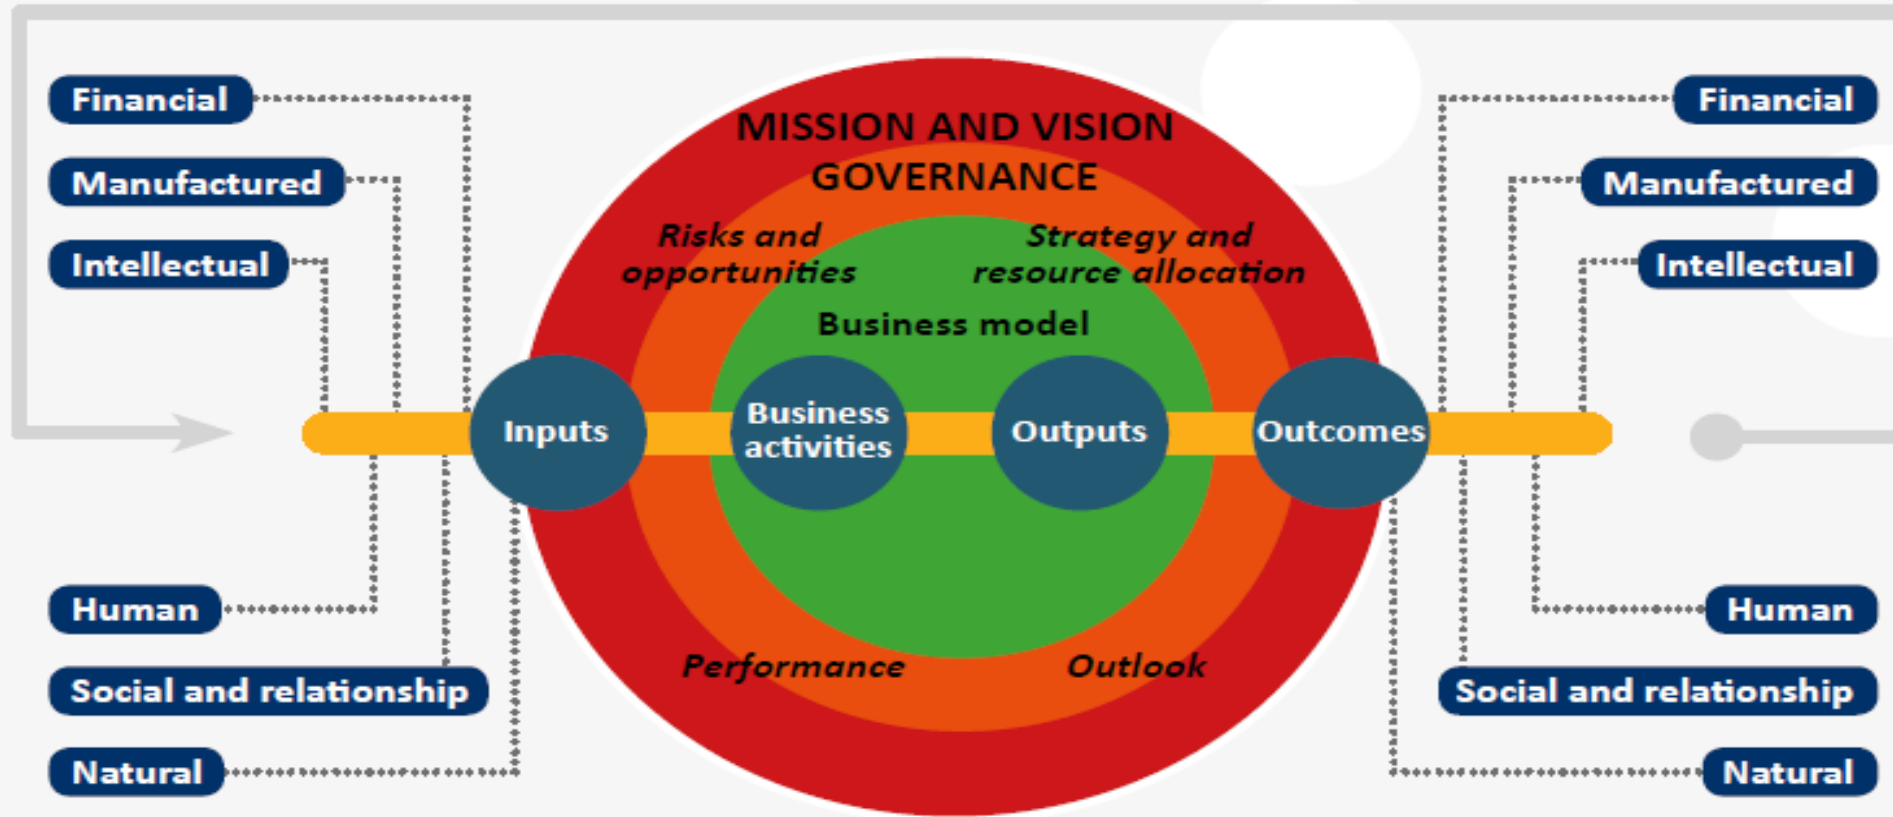 Financial
Manufactured
Intellectual
Human
Social and relationship
Natural
MISSION AND VISION
GOVERNANCE
Risks and
opportunities
Strategy and
resource allocation
Business model
Inputs
Business
activities
Outputs
Outcomes
Performance
Outlook
Financial
Manufactured
Intellectual
Human
Social and relationship
Natural